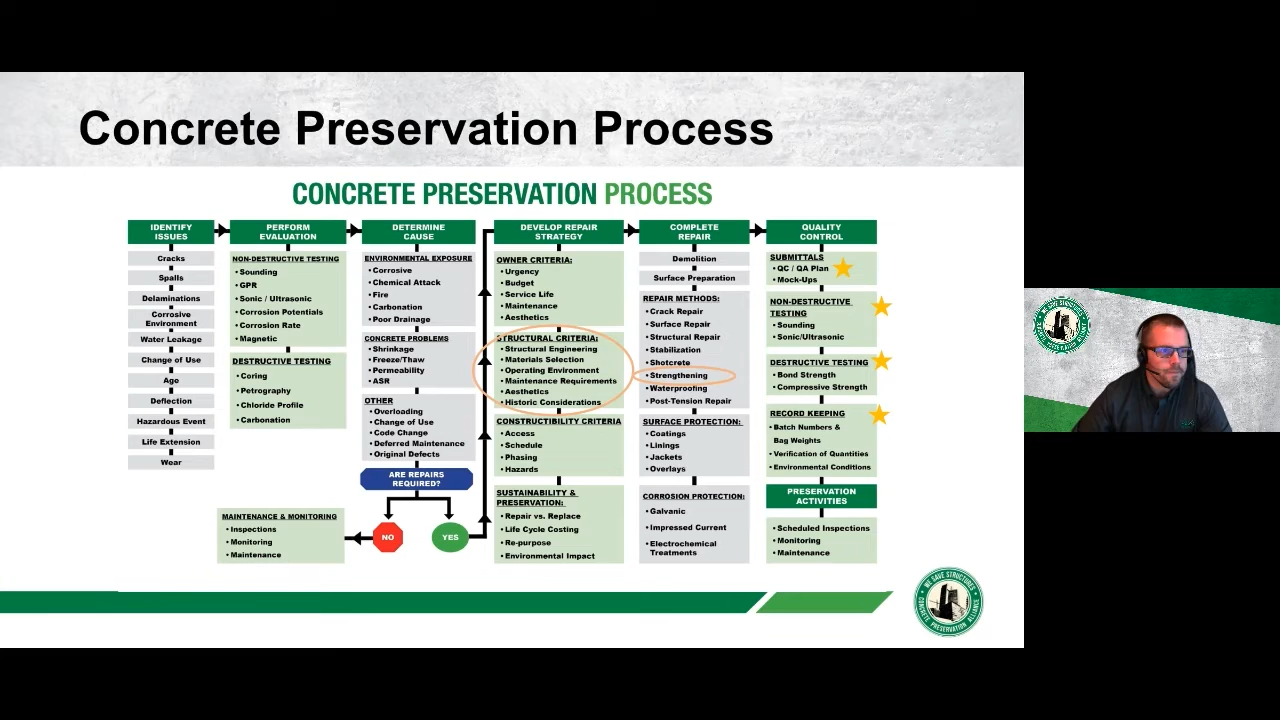 Concrete Preservation Process
CONCRETE PRESERVATION PROCESS
IDENTIFY
ISSUES
Cracks
Spalls
Delaminations
Corrosive
Environment
Water Leakage
Change of Use
Age
Deflection
Hazardous Event
Life Extension
Wear
PERFORM
EVALUATION
NON-DESTRUCTIVE TESTING
• Sounding
• GPR
• Sonic / Ultrasonic
• Corrosion Potentials
• Corrosion Rate
• Magnetic
DESTRUCTIVE TESTING
• Coring
• Petrography
• Chloride Profile
• Carbonation
DETERMINE
CAUSE
ENVIRONMENTAL EXPOSURE
• Corrosive
• Chemical Attack
• Fire
• Carbonation
• Poor Drainage
CONCRETE PROBLEMS
• Shrinkage
• Freeze/Thaw
• Permeability
• ASR
OTHER
• Overloading
• Change of Use
• Code Change
• Deferred Maintenance
• Original Defects
ARE REPAIRS
REQUIRED?
NO
YES
MAINTENANCE & MONITORING
• Inspections
• Monitoring
• Maintenance
DEVELOP REPAIR
STRATEGY
OWNER CRITERIA:
• Urgency
• Budget
• Service Life
• Maintenance
• Aesthetics
STRUCTURAL CRITERIA:
• Structural Engineering
• Materials Selection
• Operating Environment
• Maintenance Requirements
• Aesthetics
• Historic Considerations
CONSTRUCTIBILITY CRITERIA
• Access
• Schedule
• Phasing
• Hazards
SUSTAINABILITY &
PRESERVATION:
• Repair vs. Replace
• Life Cycle Costing
• Re-purpose
• Environmental Impact
COMPLETE
REPAIR
Demolition
Surface Preparation
REPAIR METHODS:
• Crack Repair
• Surface Repair
• Structural Repair
• Stabilization
• Shotcrete
• Strengthening
• Waterproofing
• Post-Tension Repair
SURFACE PROTECTION:
• Coatings
• Linings
• Jackets
• Overlays
CORROSION PROTECTION:
• Galvanic
• Impressed Current
• Electrochemical
Treatments
QUALITY
CONTROL
SUBMITTALS
• QC / QA Plan
• Mock-Ups
NON-DESTRUCTIVE
TESTING
• Sounding
• Sonic/Ultrasonic
DESTRUCTIVE TESTING
• Bond Strength
• Compressive Strength
RECORD KEEPING
• Batch Numbers &
Bag Weights
• Verification of Quantities
• Environmental Conditions
PRESERVATION
ACTIVITIES
• Scheduled Inspections
• Monitoring
• Maintenance
WE SAVE STRUCTURES
CONCRETE PRESERVATION ALLIANCE